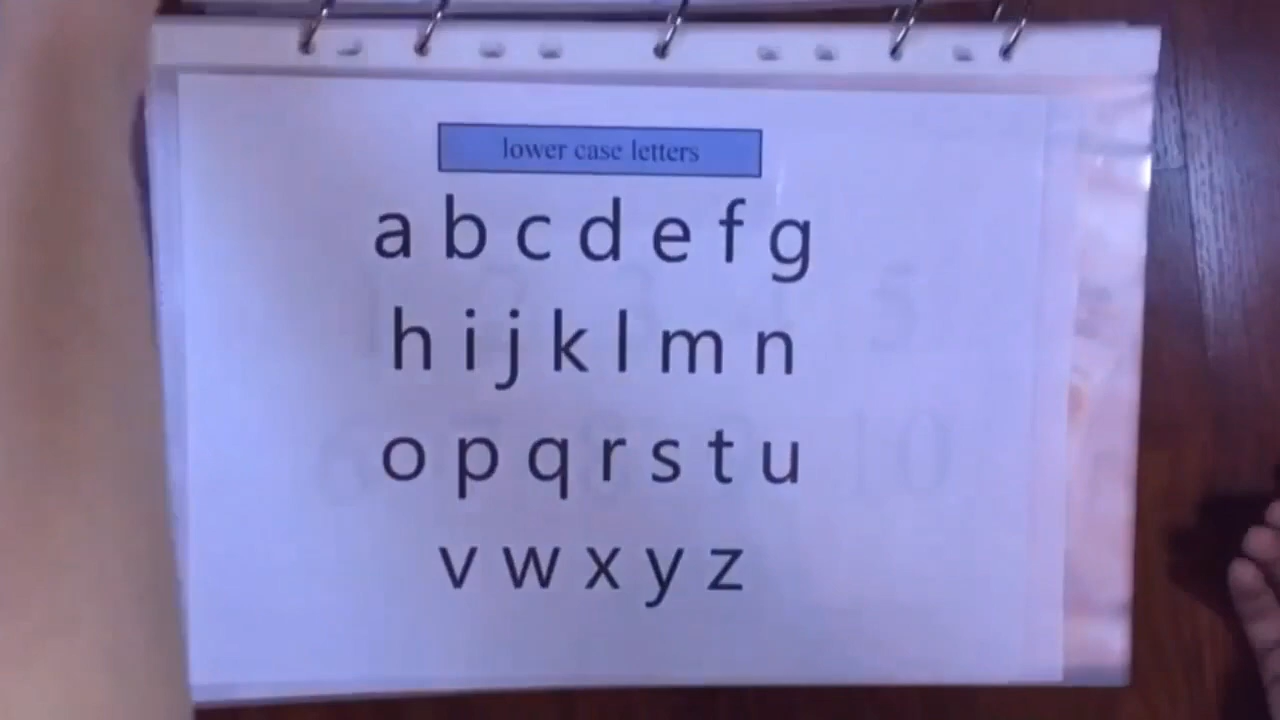 lower case letters
a b c d e f g
h i j k l m n
o p q r s t u
v w x y z